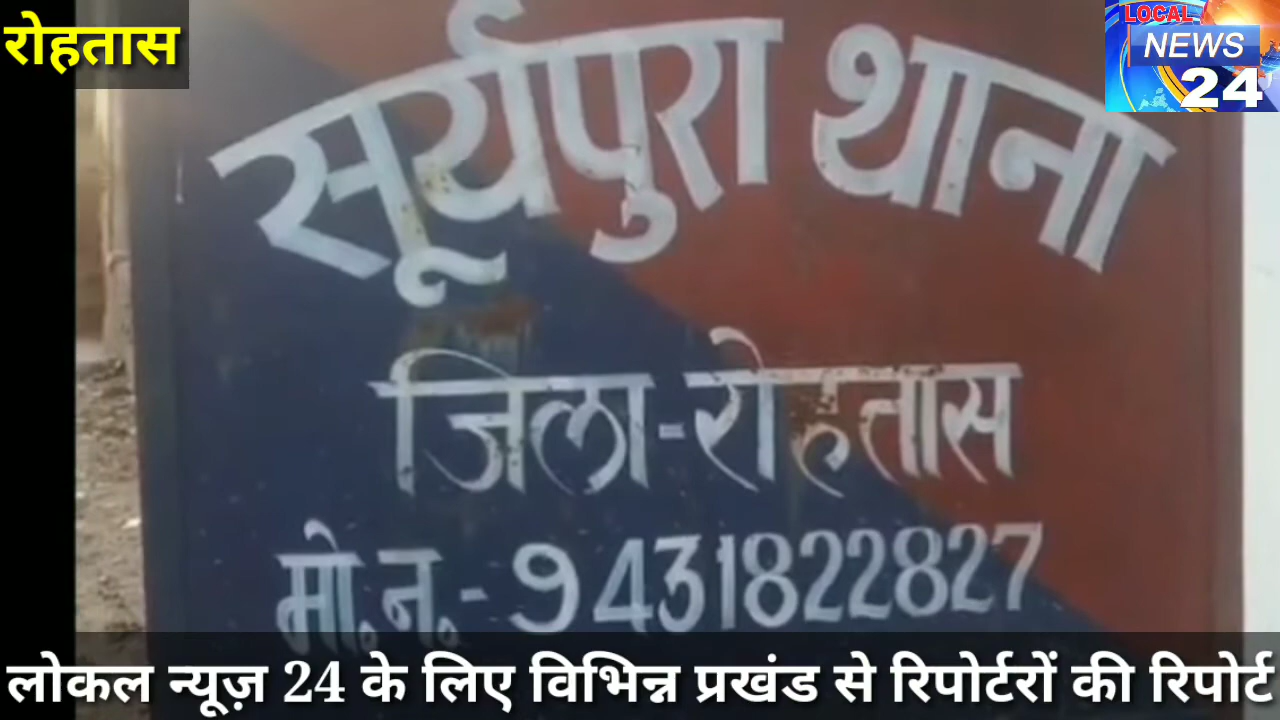 रोहतास
LOCAL
NEWS
24
सूर्यपुरा थाना
जिला-रोहतास
मो. न. - 9431822827
लोकल न्यूज़ 24 के लिए विभिन्न प्रखंड से रिपोर्टरों की रिपोर्ट